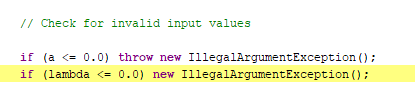 // Check for invalid input values
if (a <= 0.0) throw new IllegalArgumentException();
if (lambda <= 0.0) new IllegalArgumentException();